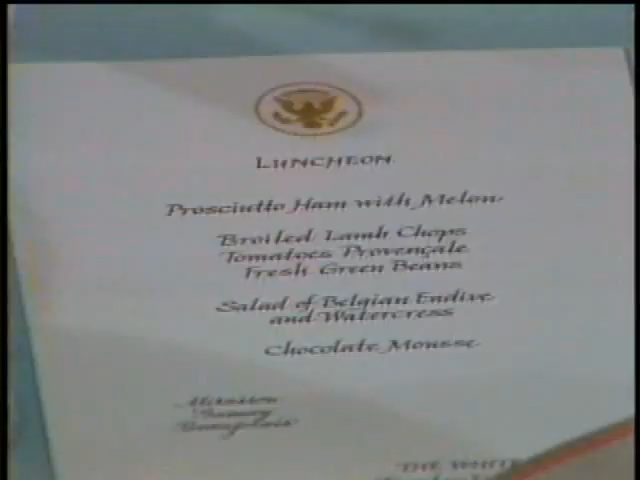 LUNCHEON
Prosciutto Ham with Melon
Broiled Lamb Chops
Tomatoes Provençale
Fresh Green Beans
Salad of Belgian Endive
and Watercress
Chocolate Mousse
THE WHITE